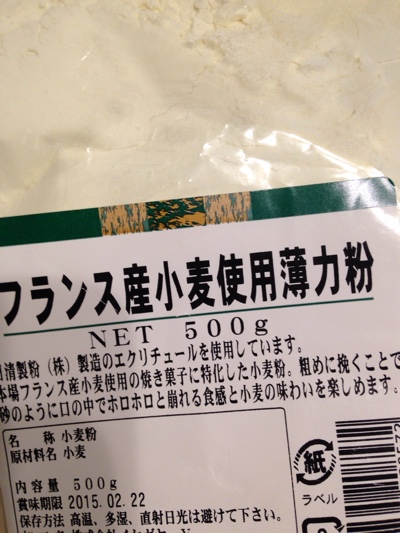 フランス産小麦使用薄力粉
NET 500g
日清製粉（株）製造のエクリチュールを使用しています。
本場フランス産小麦使用の焼き菓子に特化した小麦粉。粗めに挽くことで
砂のように口の中でホロホロと崩れる食感と小麦の味わいを楽しめます。
名　称 小麦粉
原材料名 小麦
内 容 量 500g
賞味期限 2015.02.22
保存方法 高温、多湿、直射日光は避けて下さい。
紙
ラベル